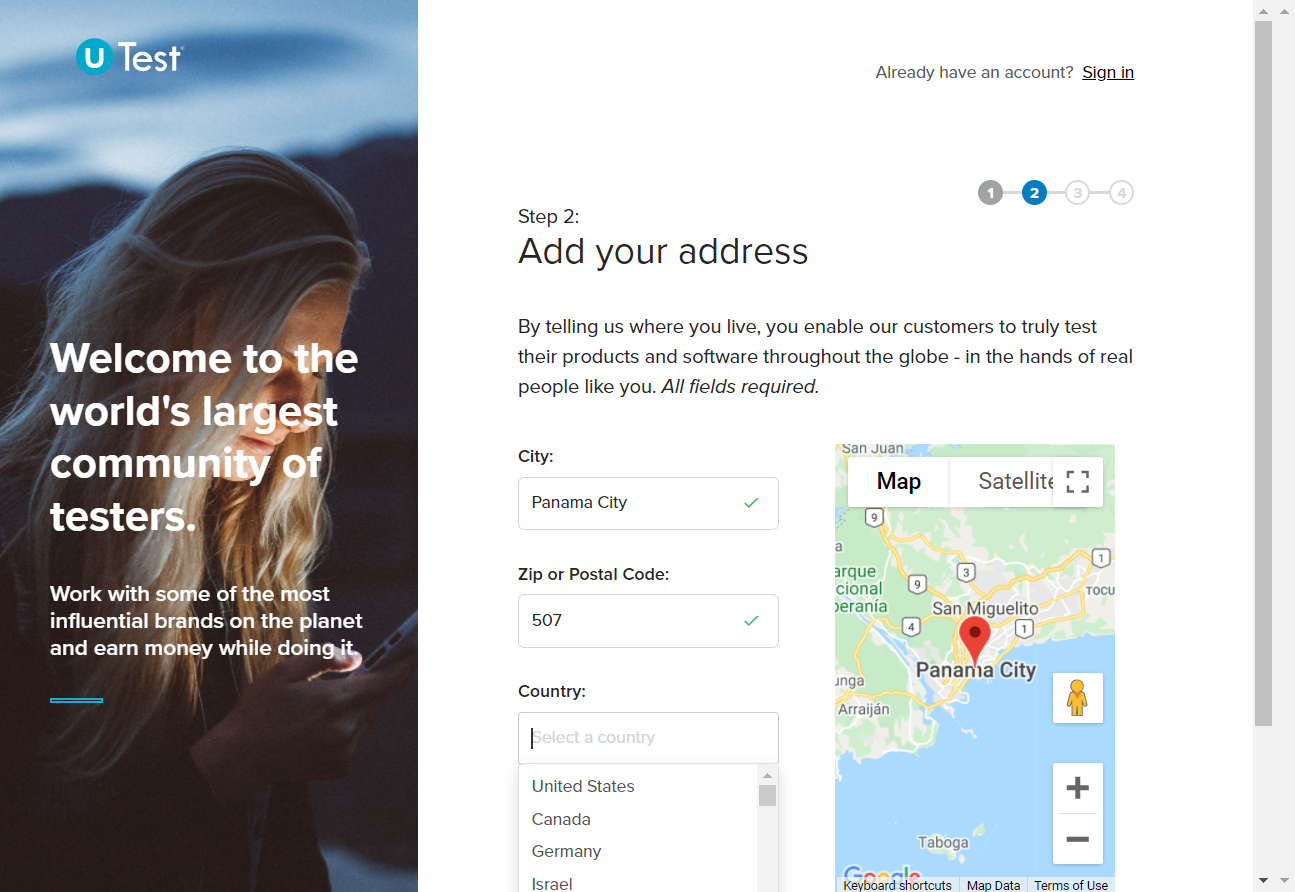 U Test
Already have an account? Sign in
1 2 3 4
Step 2:
Add your address
By telling us where you live, you enable our customers to truly test
their products and software throughout the globe - in the hands of real
people like you. All fields required.
Welcome to the
world's largest
community of
testers.
Work with some of the most
influential brands on the planet
and earn money while doing it.
City:
Panama City
Zip or Postal Code:
507
Country:
Select a country
United States
Canada
Germany
Israel
San Juan
Map
Satellite
9
1
3
arque
cional
9
TOCU
San Miguelito
4
1
Panama City
unga
Arraiján
Taboga
Google
Keyboard shortcuts
Map Data
Terms of Use